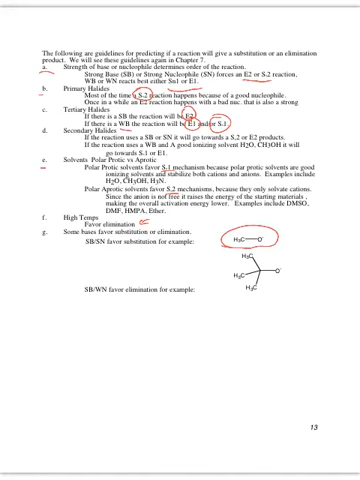 The following are guidelines for predicting if a reaction will give a substitution or an elimination
product. We will see these guidelines again in Chapter 7.
a. Strength of base or nucleophile determines order of the reaction.
Strong Base (SB) or Strong Nucleophile (SN) forces an E2 or S.2 reaction,
WB or WN reacts best either Sn1 or E1.
b. Primary Halides
Most of the time a S.2 reaction happens because of a good nucleophile.
Once in a while an E2 reaction happens with a bad nuc. that is also a strong
c. Tertiary Halides
If there is a SB the reaction will be E2.
If there is a WB the reaction will be E1 and/or S.1.
d. Secondary Halides
If the reaction uses a SB or SN it will go towards a S,2 or E2 products.
If the reaction uses a WB and A good ionizing solvent H2O, CH3OH it will
go towards S.1 or E1.
e. Solvents Polar Protic vs Aprotic
Polar Protic solvents favor S.1 mechanism because polar protic solvents are good
ionizing solvents and stabilize both cations and anions. Examples include
H2O, CH3OH, H3N.
Polar Aprotic solvents favor S.2 mechanisms, because they only solvate cations.
Since the anion is not free it raises the energy of the starting materials ,
making the overall activation energy lower. Examples include DMSO,
DMF, HMPA, Ether.
f. High Temps
Favor elimination
g. Some bases favor substitution or elimination.
SB/SN favor substitution for example:
H3C O-
H3C
O-
H3C
H3C
SB/WN favor elimination for example:
13